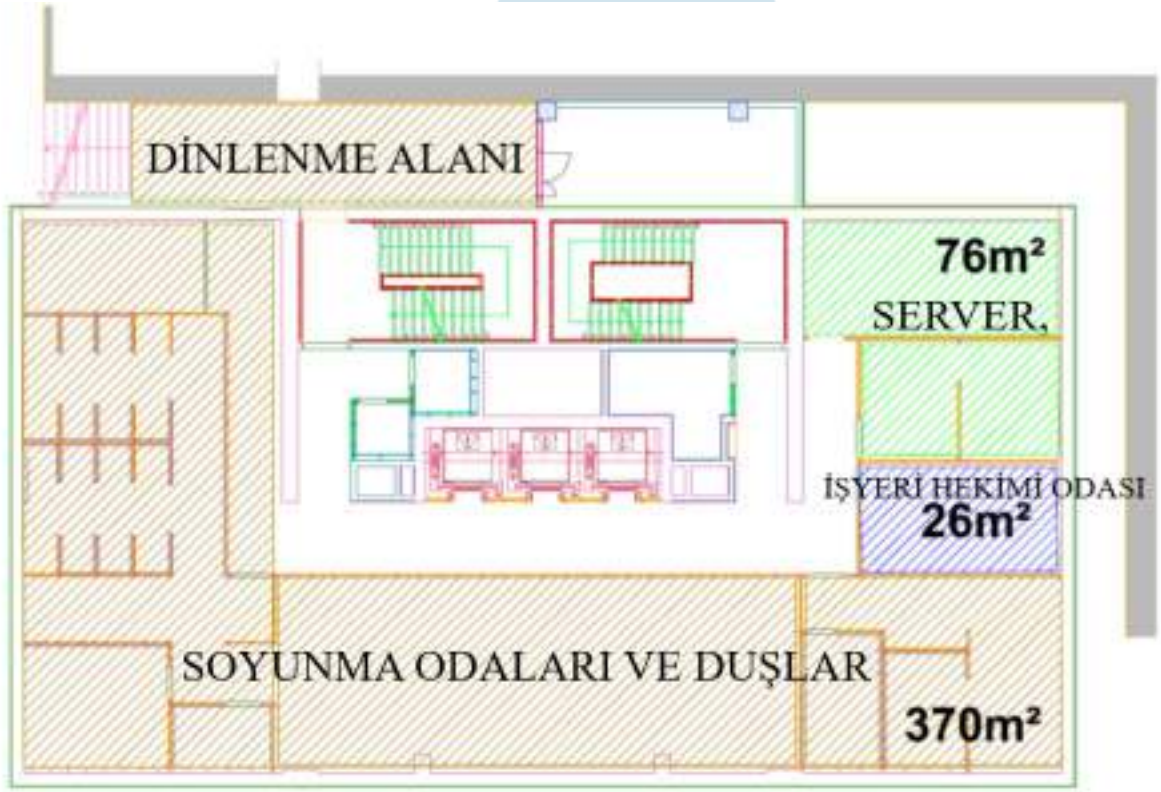 DİNLENME ALANI
76m²
SERVER,
İŞYERİ HEKİMİ ODASI
26m²
SOYUNMA ODALARI VE DUŞLAR
370m²